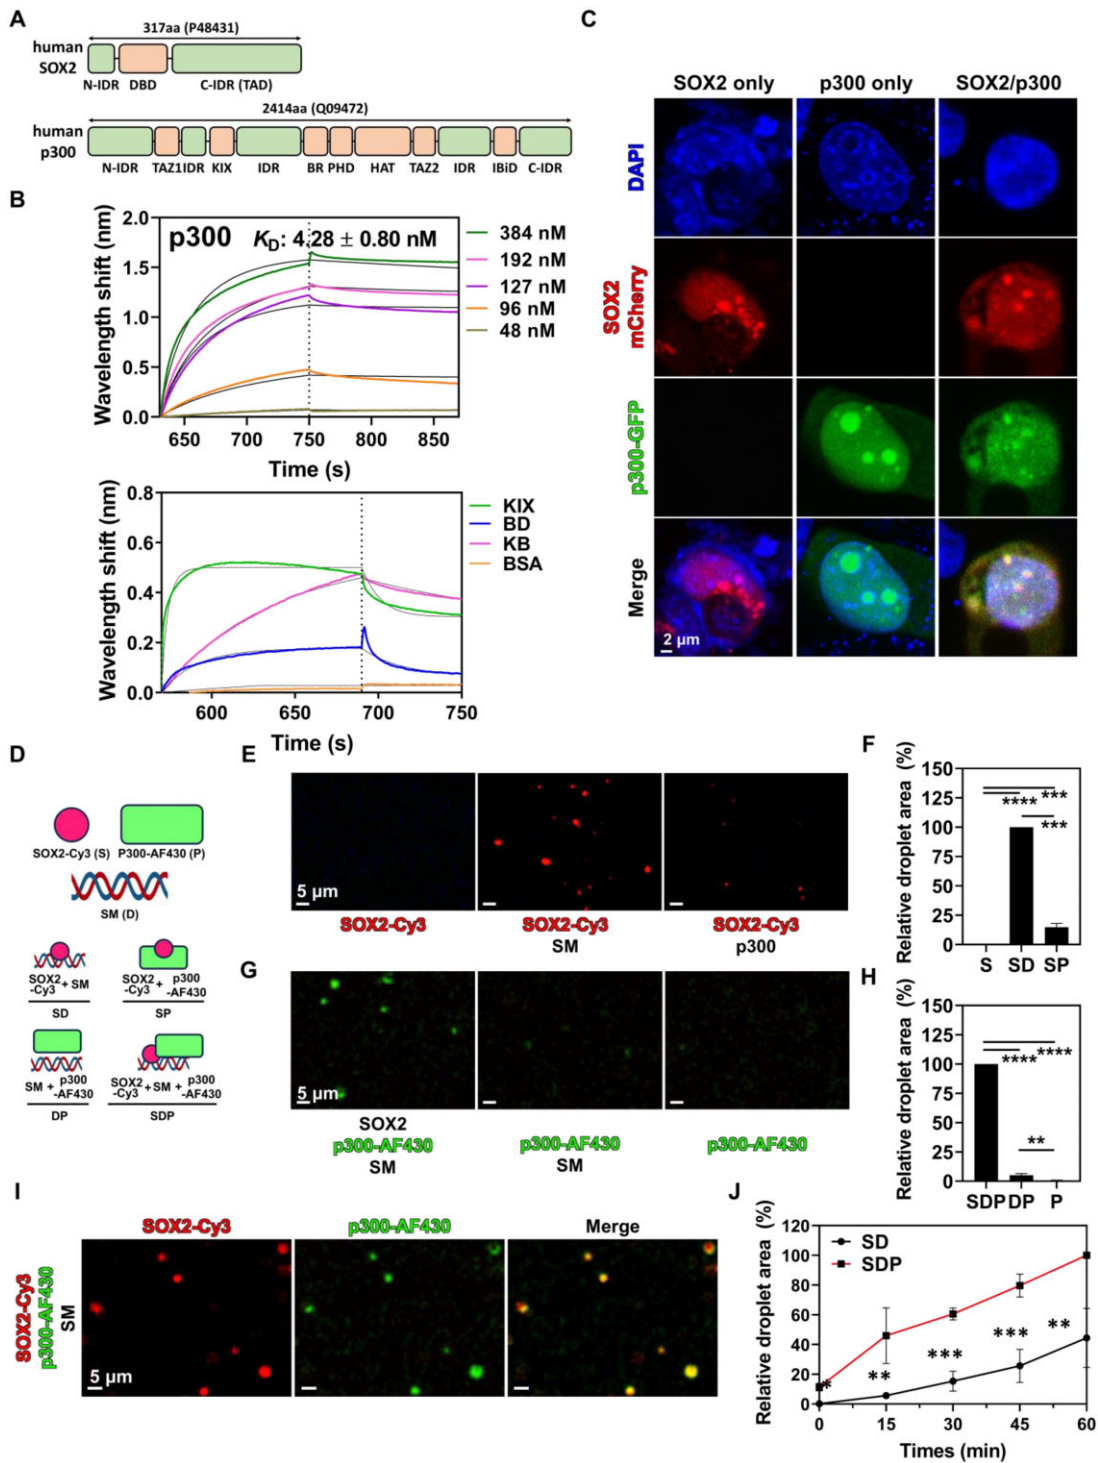 A
317aa (P48431)
human
SOX2
N-IDR DBD C-IDR (TAD)
2414aa (Q09472)
human
p300
N-IDR TAZ1 IDR KIX IDR BR PHD HAT TAZ2 IDR IBiD C-IDR
B
Wavelength shift (nm)
2.0
1.5
1.0
0.5
0.0
p300 KD: 4.28 ± 0.80 nM
384 nM
192 nM
127 nM
96 nM
48 nM
650 700 750 800 850
Time (s)
Wavelength shift (nm)
0.8
0.6
0.4
0.2
0.0
KIX
BD
KB
BSA
600 650 700 750
Time (s)
C
SOX2 only p300 only SOX2/p300
DAPI
SOX2
mCherry
p300-GFP
Merge
2 μm
D
SOX2-Cy3 (S) P300-AF430 (P)
SM (D)
SOX2
-Cy3 + SM
SD
SOX2 + p300
-Cy3 -AF430
SP
SM + p300
-AF430
DP
SOX2 + SM + p300
-Cy3 -AF430
SDP
E
5 μm
SOX2-Cy3
SOX2-Cy3
SM
SOX2-Cy3
p300
F
Relative droplet area (%)
150
125
100
75
50
25
0
***
****
***
S SD SP
G
5 μm
SOX2
p300-AF430
SM
p300-AF430
SM
p300-AF430
H
Relative droplet area (%)
150
125
100
75
50
25
0
****
****
**
SDP DP P
I
SOX2-Cy3 p300-AF430 Merge
SOX2-Cy3
p300-AF430
SM
5 μm
J
Relative droplet area (%)
120
100
80
60
40
20
0
SD
SDP
*
**
***
***
**
0 15 30 45 60
Times (min)